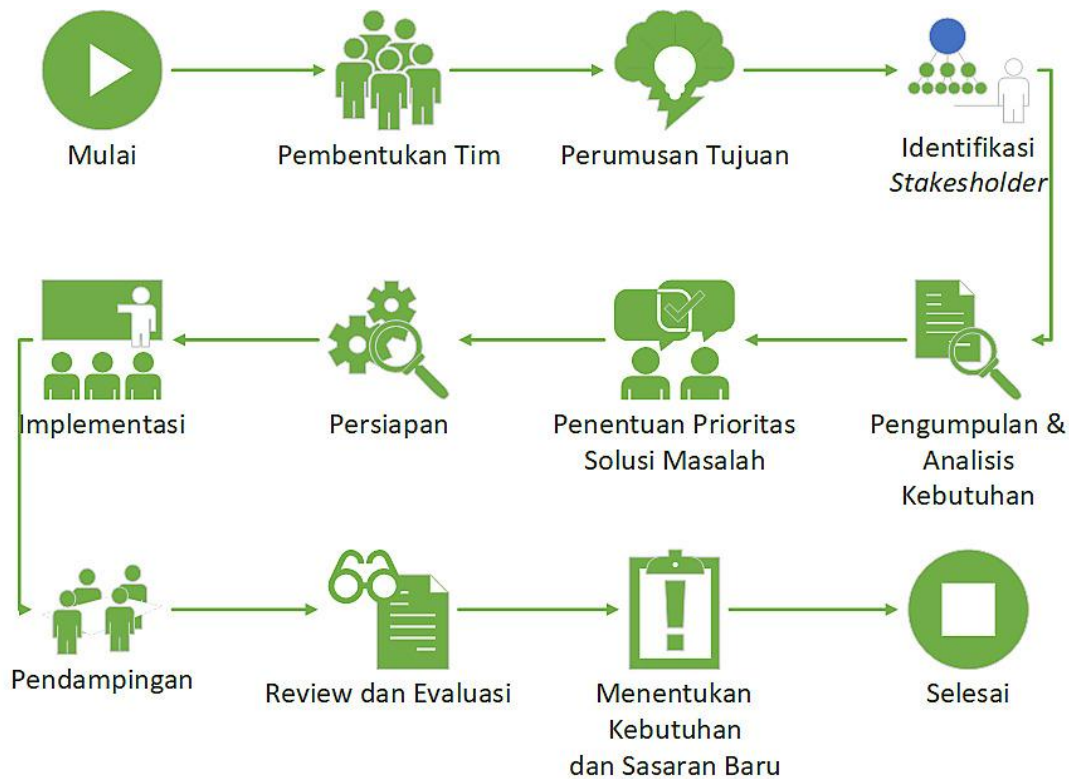 Mulai
Pembentukan Tim
Perumusan Tujuan
Identifikasi
Stakesholder
Implementasi
Persiapan
Penentuan Prioritas
Solusi Masalah
Pengumpulan &
Analisis
Kebutuhan
Pendampingan
Review dan Evaluasi
Menentukan
Kebutuhan
dan Sasaran Baru
Selesai